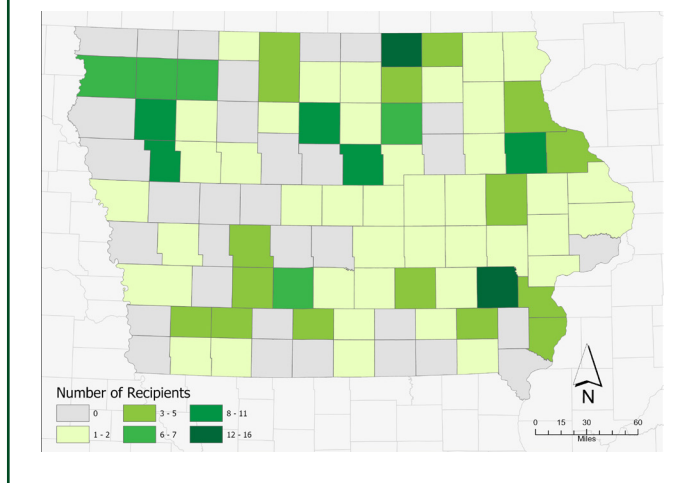 N
Number of Recipients
0 3 - 5 8 - 11
1 - 2 6 - 7 12 - 16
0 15 30 60
Miles